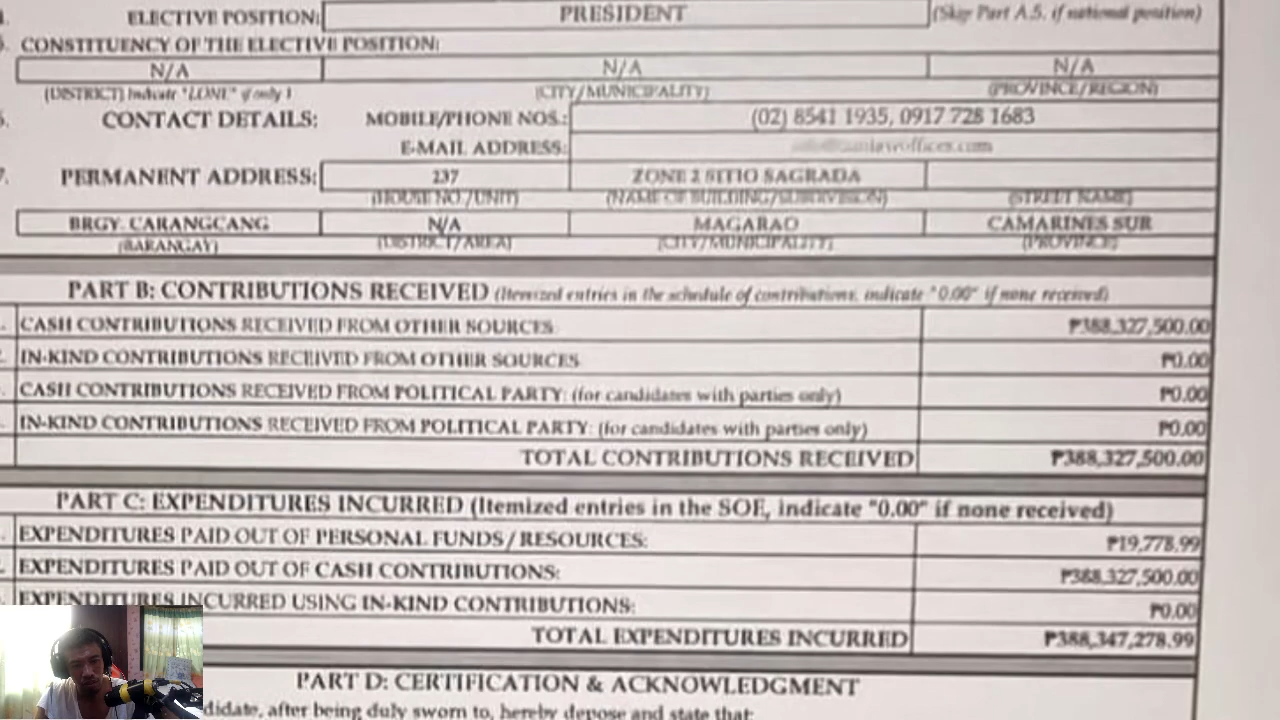 ELECTIVE POSITION: PRESIDENT (Skip Part A.5. if national position)
CONSTITUENCY OF THE ELECTIVE POSITION:
N/A N/A N/A
(DISTRICT) Indicate "LONE" if only 1 (CITY/MUNICIPALITY) (PROVINCE/REGION)
CONTACT DETAILS: MOBILE/PHONE NOS.: (02) 8541 1935, 0917 728 1683
E-MAIL ADDRESS:
7. PERMANENT ADDRESS: 237 ZONE 2 SITIO SAGRADA
(HOUSE NO./UNIT) (NAME OF BUILDING/SUBDIVISION) (STREET NAME)
BRGY. CARANGCANG N/A MAGARAO CAMARINES SUR
(BARANGAY) (DISTRICT/AREA) (CITY/MUNICIPALITY) (PROVINCE)
PART B: CONTRIBUTIONS RECEIVED (Itemized entries in the schedule of contributions, indicate "0.00" if none received)
CASH CONTRIBUTIONS RECEIVED FROM OTHER SOURCES ₱388,327,500.00
IN-KIND CONTRIBUTIONS RECEIVED FROM OTHER SOURCES ₱0.00
CASH CONTRIBUTIONS RECEIVED FROM POLITICAL PARTY: (for candidates with parties only) ₱0.00
IN-KIND CONTRIBUTIONS RECEIVED FROM POLITICAL PARTY: (for candidates with parties only) ₱0.00
TOTAL CONTRIBUTIONS RECEIVED ₱388,327,500.00
PART C: EXPENDITURES INCURRED (Itemized entries in the SOE, indicate "0.00" if none received)
EXPENDITURES PAID OUT OF PERSONAL FUNDS/RESOURCES: ₱19,778.99
EXPENDITURES PAID OUT OF CASH CONTRIBUTIONS: ₱388,327,500.00
EXPENDITURES INCURRED USING IN-KIND CONTRIBUTIONS: ₱0.00
TOTAL EXPENDITURES INCURRED ₱388,347,278.99
PART D: CERTIFICATION & ACKNOWLEDGMENT
didate, after being duly sworn to, hereby depose and state that: